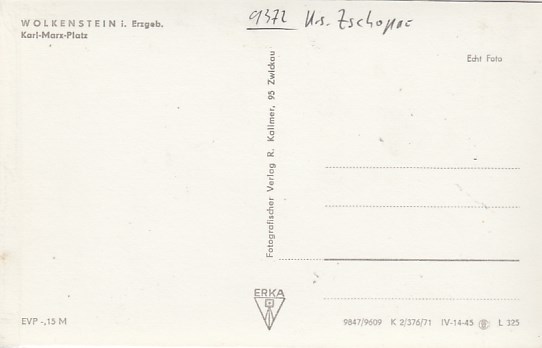 WOLKENSTEIN i. Erzgeb.
Karl-Marx-Platz
9372 Krs. Zschopau
Echt Foto
Fotografischer Verlag R. Kallmer, 95 Zwickau
ERKA
EVP -,15 M
9847/9609 K 2/376/71 IV-14-45 L 325